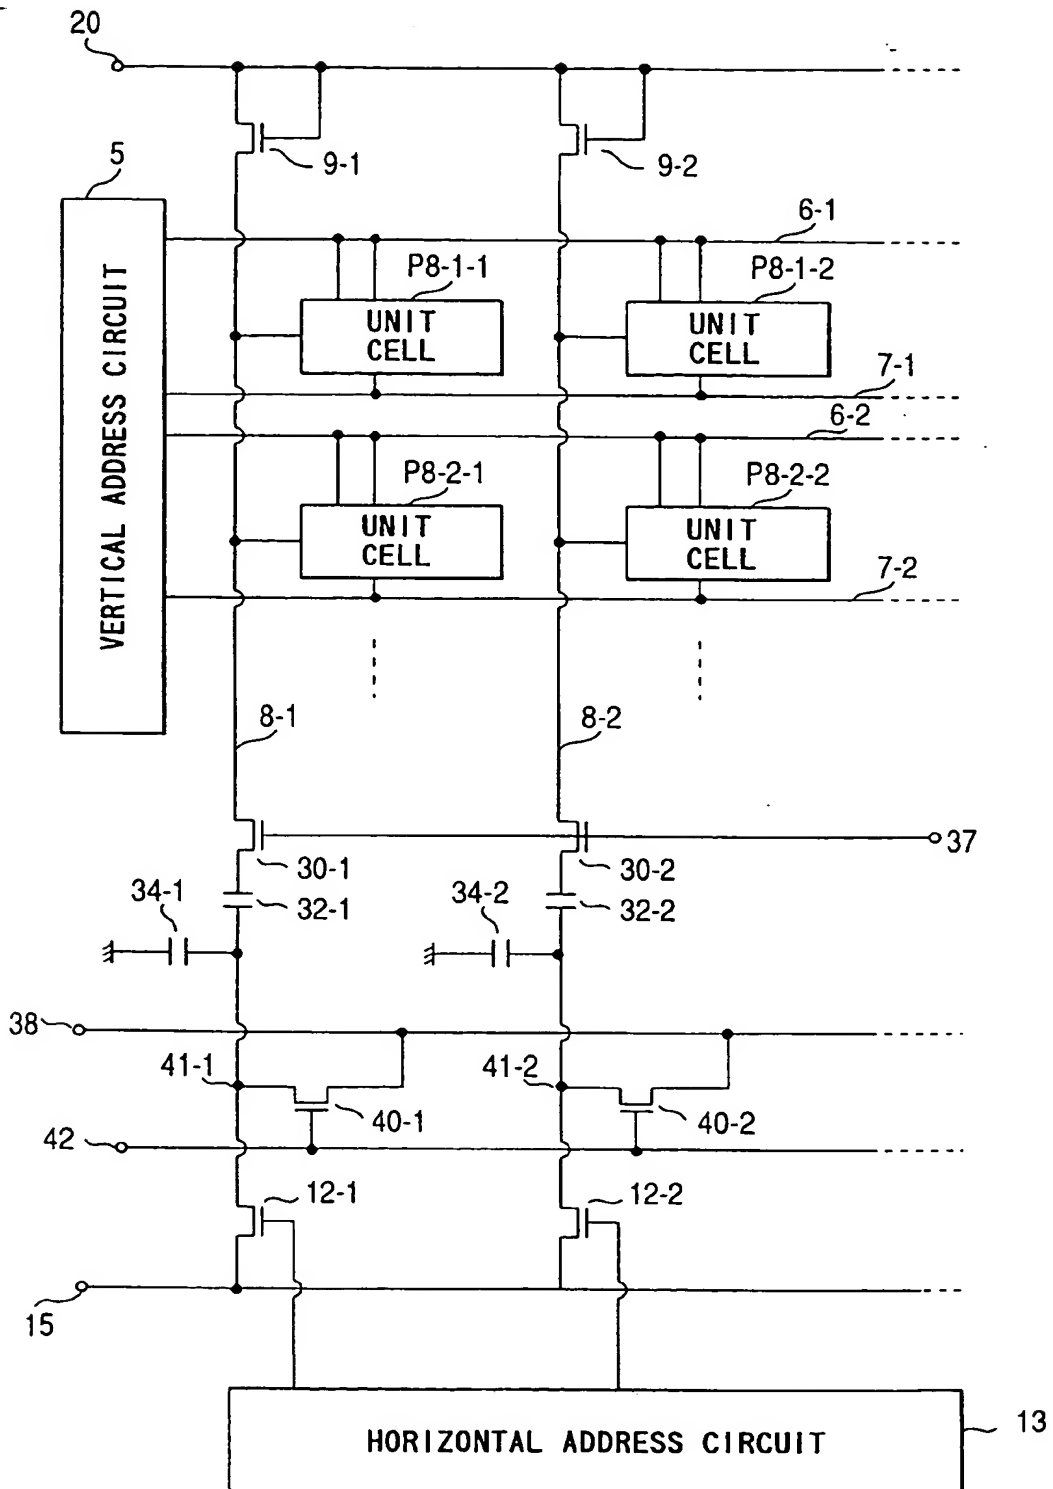 20
9-1
9-2
5
6-1
P8-1-1
P8-1-2
UNIT
CELL
UNIT
CELL
7-1
6-2
P8-2-1
P8-2-2
UNIT
CELL
UNIT
CELL
7-2
VERTICAL ADDRESS CIRCUIT
8-1
8-2
37
30-1
30-2
34-1
32-1
34-2
32-2
38
41-1
41-2
40-1
40-2
42
12-1
12-2
15
13
HORIZONTAL ADDRESS CIRCUIT